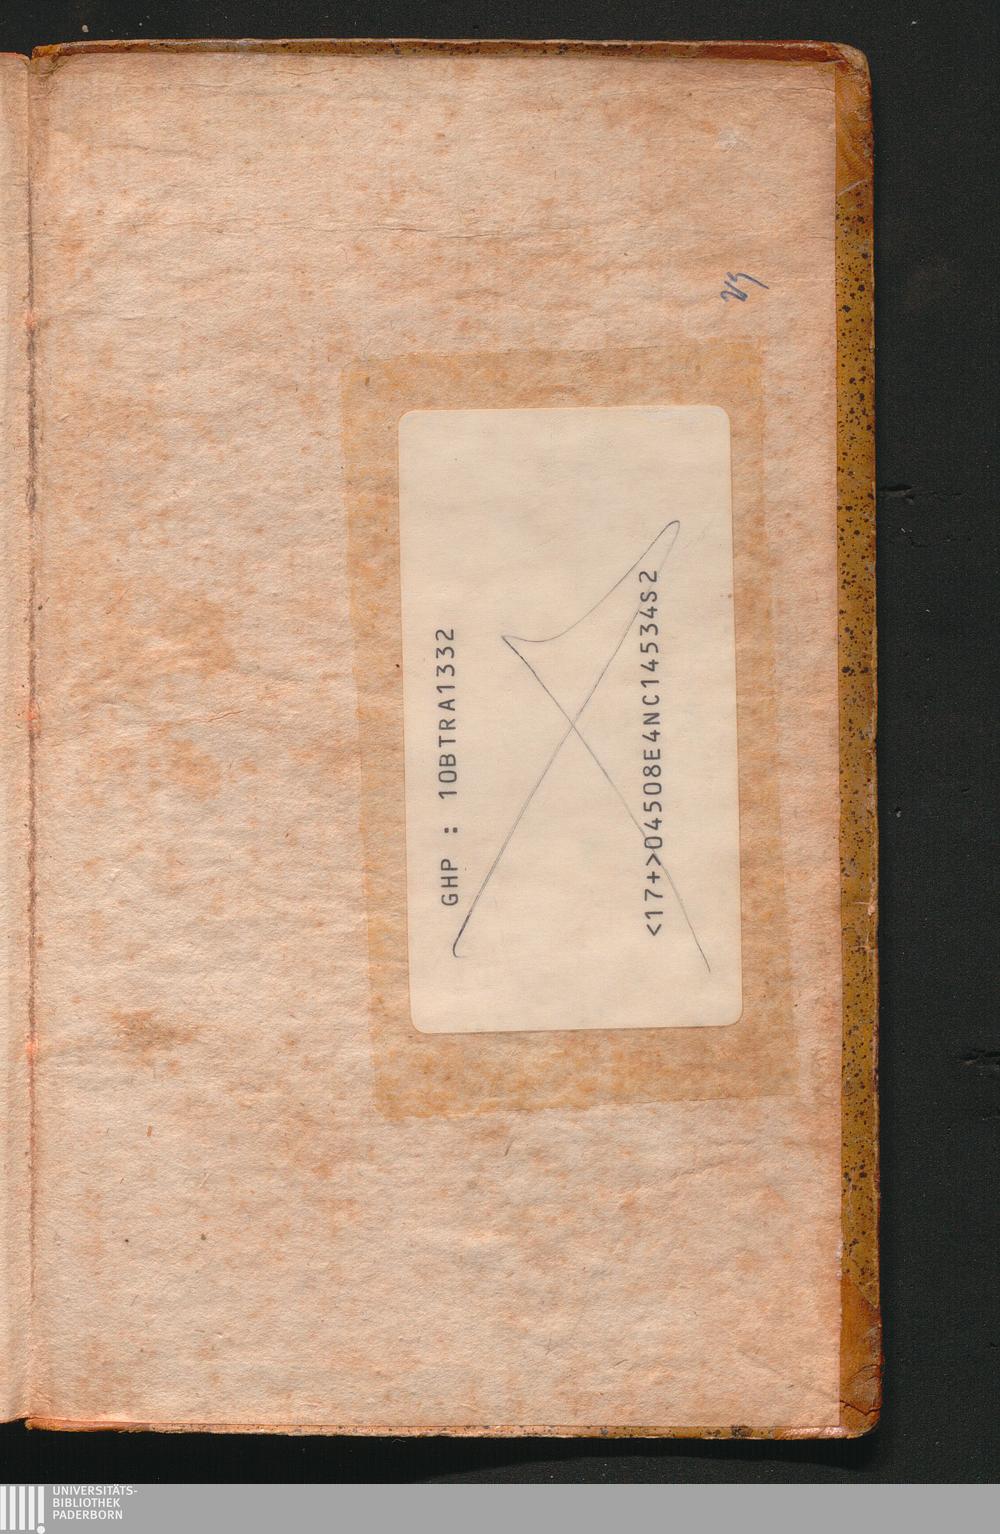 GHP : 10BTRA1332
<17+>04508E4NC14534S2
UNIVERSITÄTS-
BIBLIOTHEK
PADERBORN